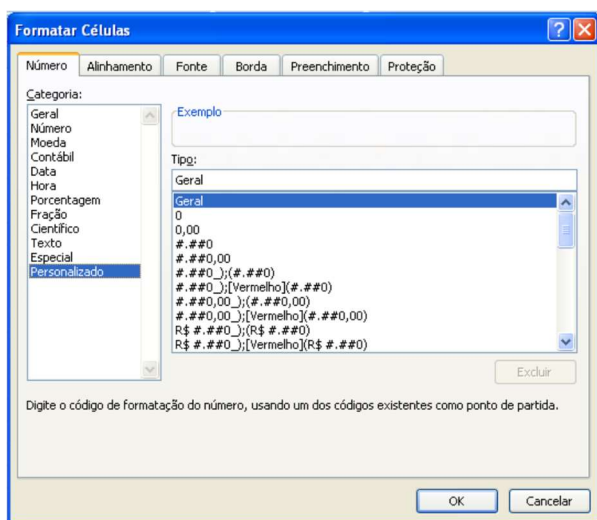 Formatar Células
Número Alinhamento Fonte Borda Preenchimento Proteção
Categoria:
Geral
Número
Moeda
Contábil
Data
Hora
Porcentagem
Fração
Científico
Texto
Especial
Personalizado
Exemplo
Tipo:
Geral
Geral
0
0,00
#.##0
#.##0,00
#.##0_);(#.##0)
#.##0_);[Vermelho](#.##0)
#.##0,00_);(#.##0,00)
#.##0,00_);[Vermelho](#.##0,00)
R$ #.##0_);(R$ #.##0)
R$ #.##0_);[Vermelho](R$ #.##0)
Excluir
Digite o código de formatação do número, usando um dos códigos existentes como ponto de partida.
OK Cancelar